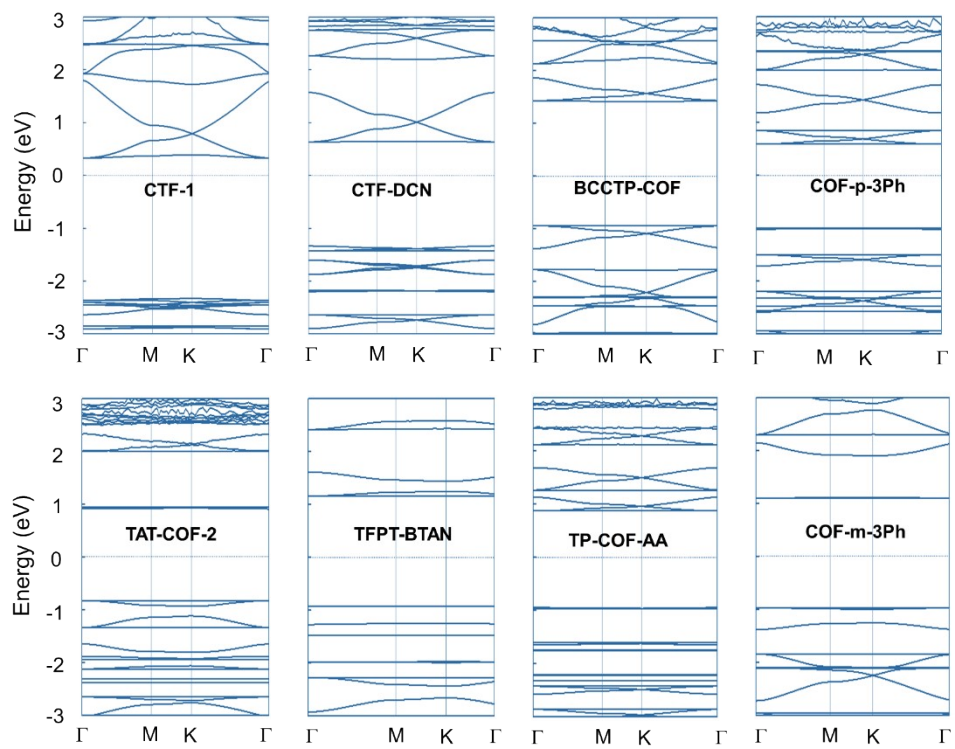 3
2
1
0
-1
-2
-3
Energy (eV)
CTF-1
CTF-DCN
BCCTP-COF
COF-p-3Ph
Γ M K Γ
Γ M K Γ
Γ M K Γ
Γ M K Γ
3
2
1
0
-1
-2
-3
Energy (eV)
TAT-COF-2
TFPT-BTAN
TP-COF-AA
COF-m-3Ph
Γ M K Γ
Γ M K Γ
Γ M K Γ
Γ M K Γ